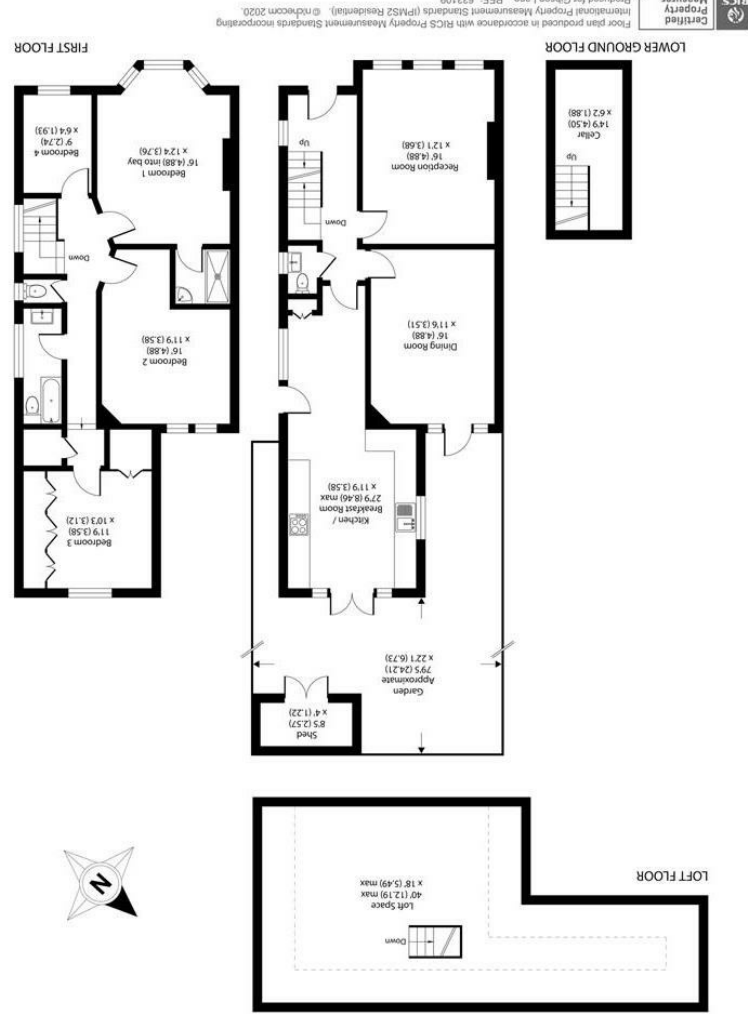 LOFT FLOOR
Down
Loft Space
40' (12.19) max
x 18' (5.49) max
N
Shed
8'5 (2.57)
x 4' (1.22)
Garden
Approximate
79'5 (24.21)
x 22'1 (6.73)
Kitchen /
Breakfast Room
27'9 (8.46) max
x 11'9 (3.58)
Dining Room
16' (4.88)
x 11'6 (3.51)
Down
Up
Reception Room
16' (4.88)
x 12'1 (3.68)
Bedroom 3
11'9 (3.58)
x 10'3 (3.12)
Bedroom 2
16' (4.88)
x 11'9 (3.58)
Down
Bedroom 1
16' (4.88) into bay
x 12'4 (3.76)
Bedroom 4
9' (2.74)
x 6'4 (1.93)
Up
Cellar
14'9 (4.50)
x 6'2 (1.88)
LOWER GROUND FLOOR
FIRST FLOOR
Certified
Property
Measurer
RICS
Floor plan produced in accordance with RICS Property Measurement Standards incorporating
International Property Measurement Standards (IPMS2 Residential). © nichecom 2020.
Produced for Gibson Lane. REF: